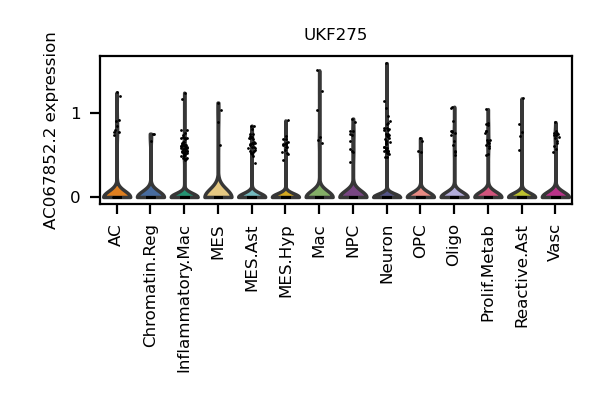 UKF275
AC067852.2 expression
1
0
AC
Chromatin.Reg
Inflammatory.Mac
MES
MES.Ast
MES.Hyp
Mac
NPC
Neuron
OPC
Oligo
Prolif.Metab
Reactive.Ast
Vasc